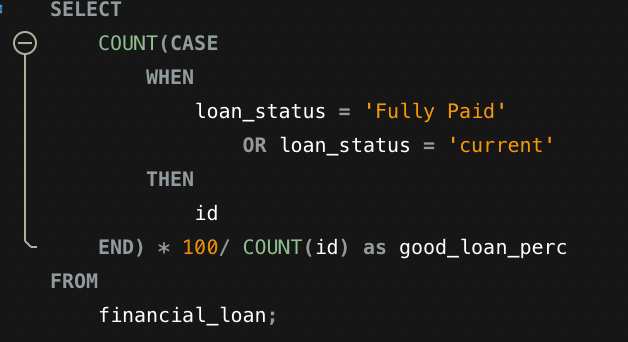 SELECT
COUNT(CASE
WHEN
loan_status = 'Fully Paid'
OR loan_status = 'current'
THEN
id
END) * 100/ COUNT(id) as good_loan_perc
FROM
financial_loan;